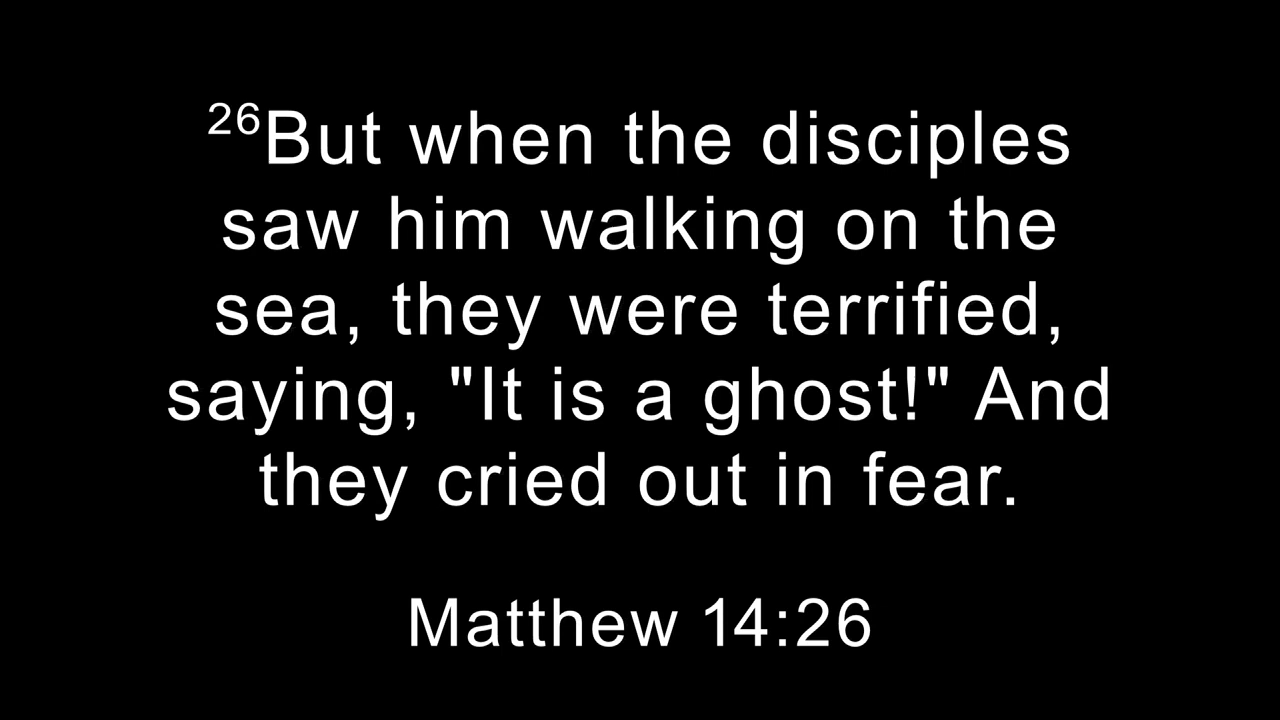 26But when the disciples
saw him walking on the
sea, they were terrified,
saying, "It is a ghost!" And
they cried out in fear.
Matthew 14:26